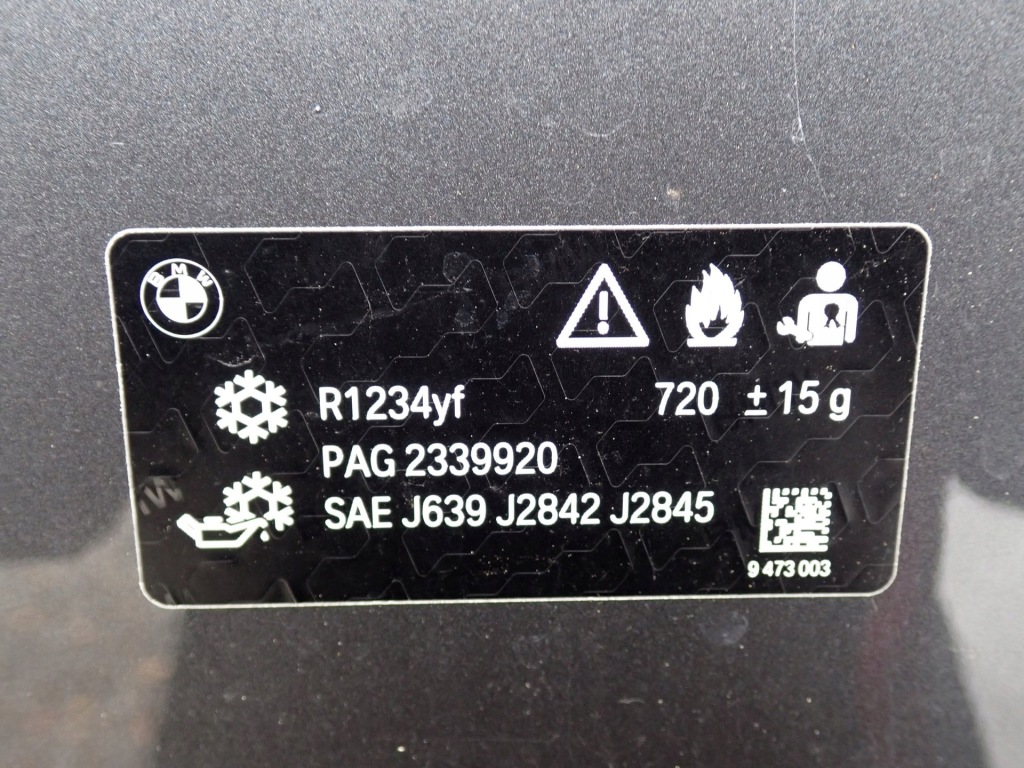 BMW
R1234yf 720 ± 15 g
PAG 2339920
SAE J639 J2842 J2845
9 473 003